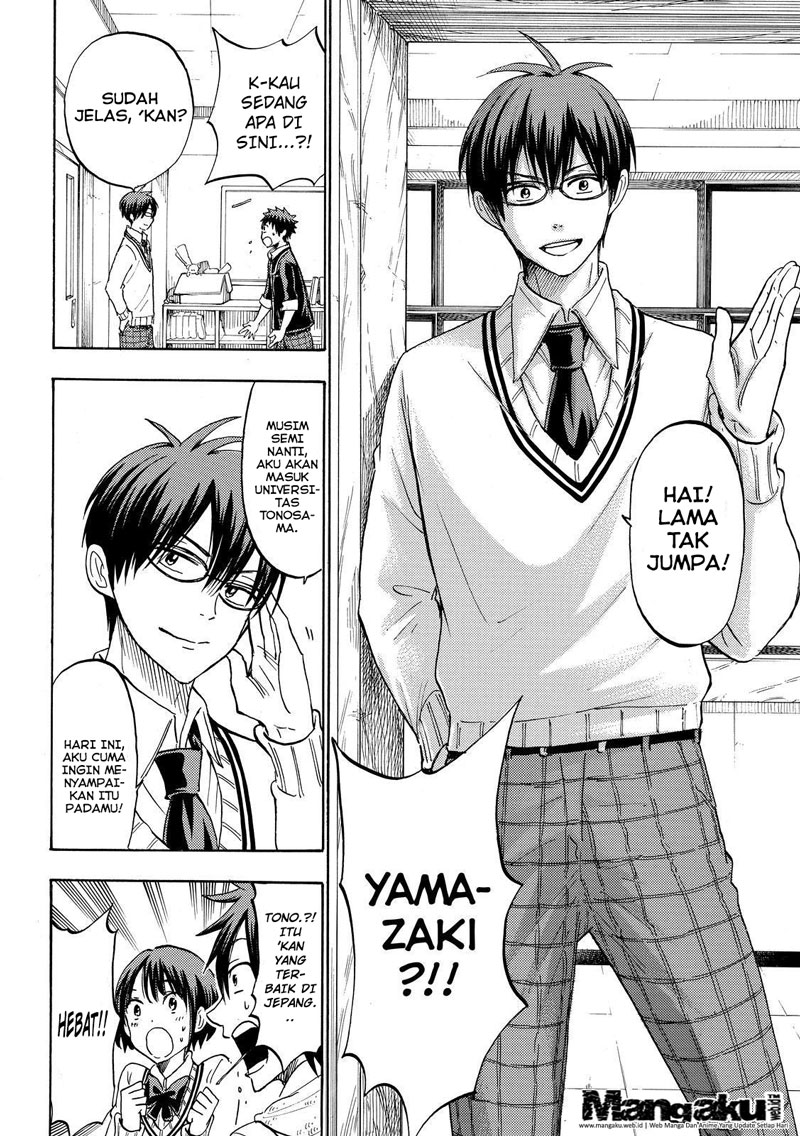 HAI!
LAMA
TAK
JUMPA!
YAMA-
ZAKI
?!!
K-KAU
SEDANG
APA DI
SINI...?!
SUDAH
JELAS, 'KAN?
MUSIM
SEMI
NANTI,
AKU AKAN
MASUK
UNIVERSI-
TAS
TONOSA-
MA.
HARI INI,
AKU CUMA
INGIN ME-
NYAMPAI-
KAN ITU
PADAMU!
TONO.?!
ITU
'KAN
YANG
TER-
BAIK DI
JEPANG.
. .
HEBAT!!
Mangaku
web.id
www.mangaku.web.id | Web Manga Dan Anime Yang Update Setiap Hari